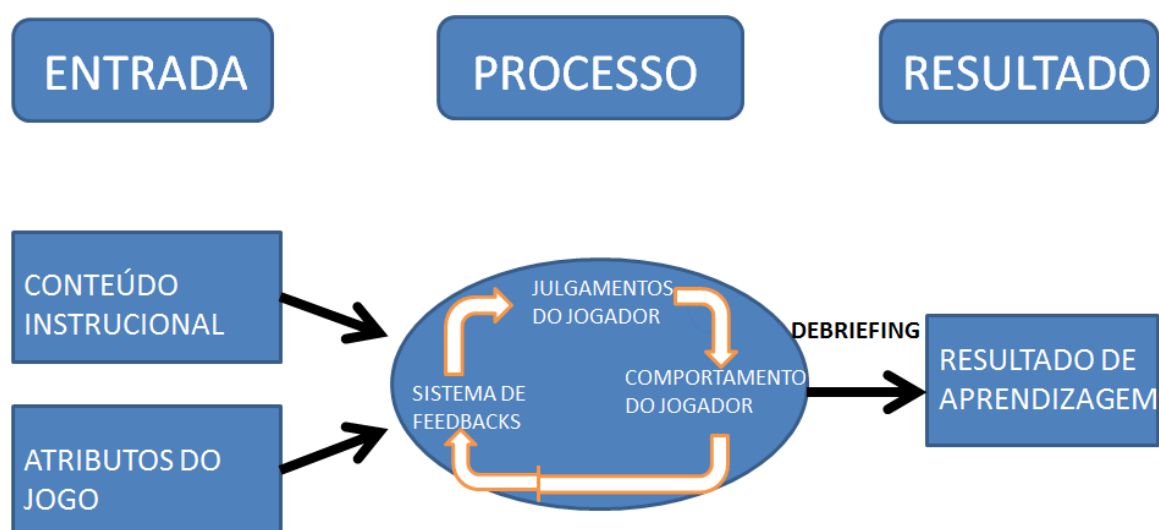 ENTRADA
PROCESSO
RESULTADO
CONTEÚDO
INSTRUCIONAL
ATRIBUTOS DO
JOGO
JULGAMENTOS
DO JOGADOR
COMPORTAMENTO
DO JOGADOR
SISTEMA DE
FEEDBACKS
DEBRIEFING
RESULTADO DE
APRENDIZAGEM